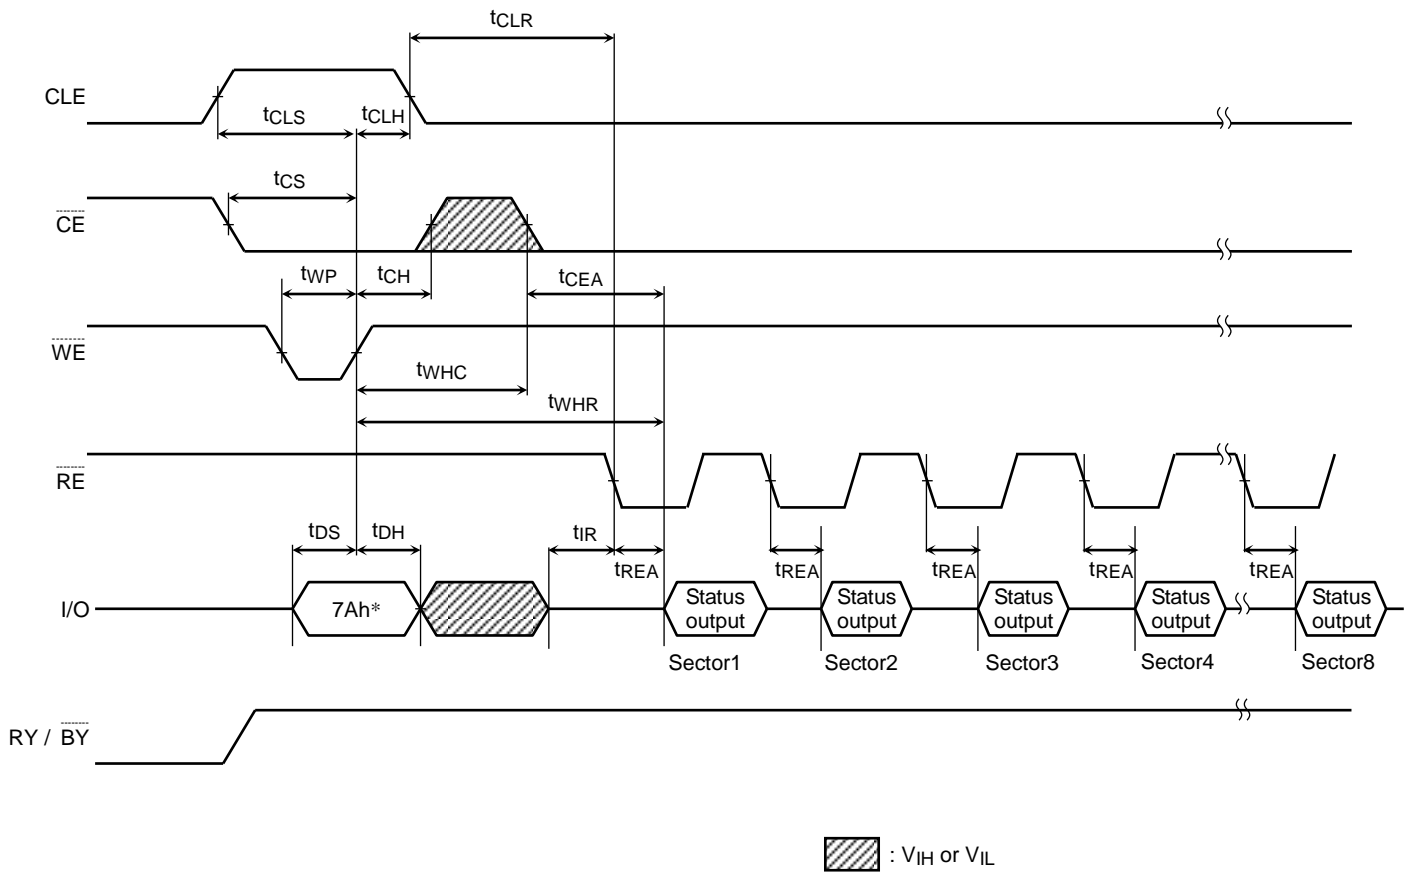 tCLR
CLE
tCLS
tCLH
tCS
CE
tWP
tCH
tCEA
WE
tWHC
tWHR
RE
tDS
tDH
tIR
tREA
tREA
tREA
tREA
tREA
I/O
7Ah*
Status output
Status output
Status output
Status output
Status output
Sector1
Sector2
Sector3
Sector4
Sector8
RY / BY
: VIH or VIL